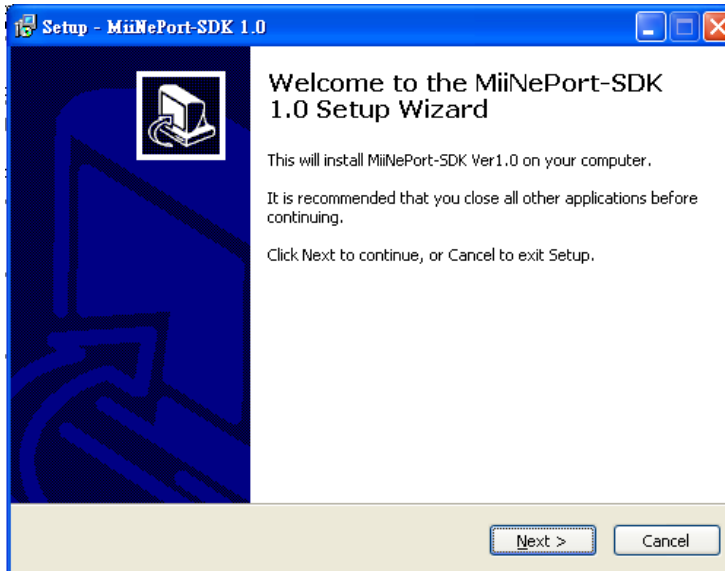 Setup - MiiNePort-SDK 1.0
Welcome to the MiiNePort-SDK
1.0 Setup Wizard
This will install MiiNePort-SDK Ver1.0 on your computer.
It is recommended that you close all other applications before
continuing.
Click Next to continue, or Cancel to exit Setup.
Next >
Cancel